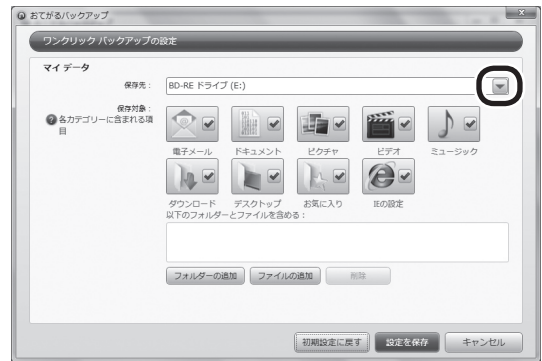 おてがるバックアップ
ワンクリック バックアップの設定
マイ データ
保存先：
BD-RE ドライブ (E:)
保存対象：
各カテゴリーに含まれる項
目
電子メール
ドキュメント
ピクチャ
ビデオ
ミュージック
ダウンロード
デスクトップ
お気に入り
IEの設定
以下のフォルダーとファイルを含める：
フォルダーの追加
ファイルの追加
削除
初期設定に戻す
設定を保存
キャンセル